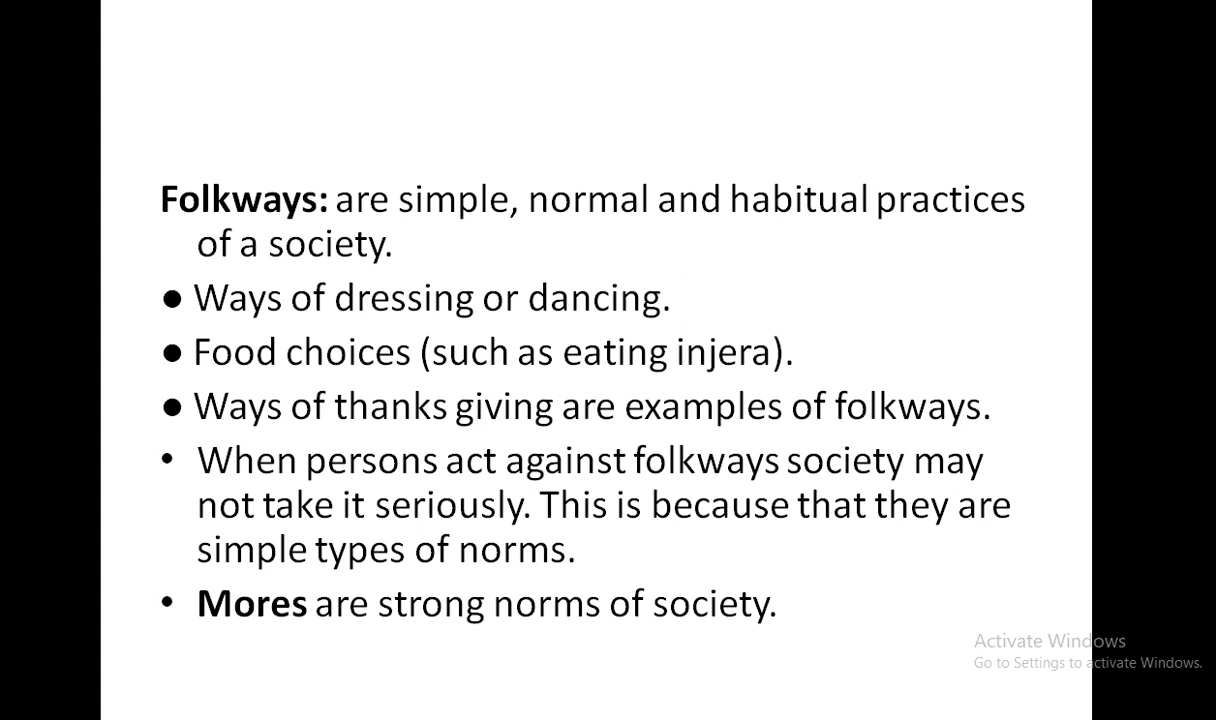 Folkways: are simple, normal and habitual practices
of a society.
● Ways of dressing or dancing.
● Food choices (such as eating injera).
● Ways of thanks giving are examples of folkways.
• When persons act against folkways society may
not take it seriously. This is because that they are
simple types of norms.
• Mores are strong norms of society.
Activate Windows
Go to Settings to activate Windows.